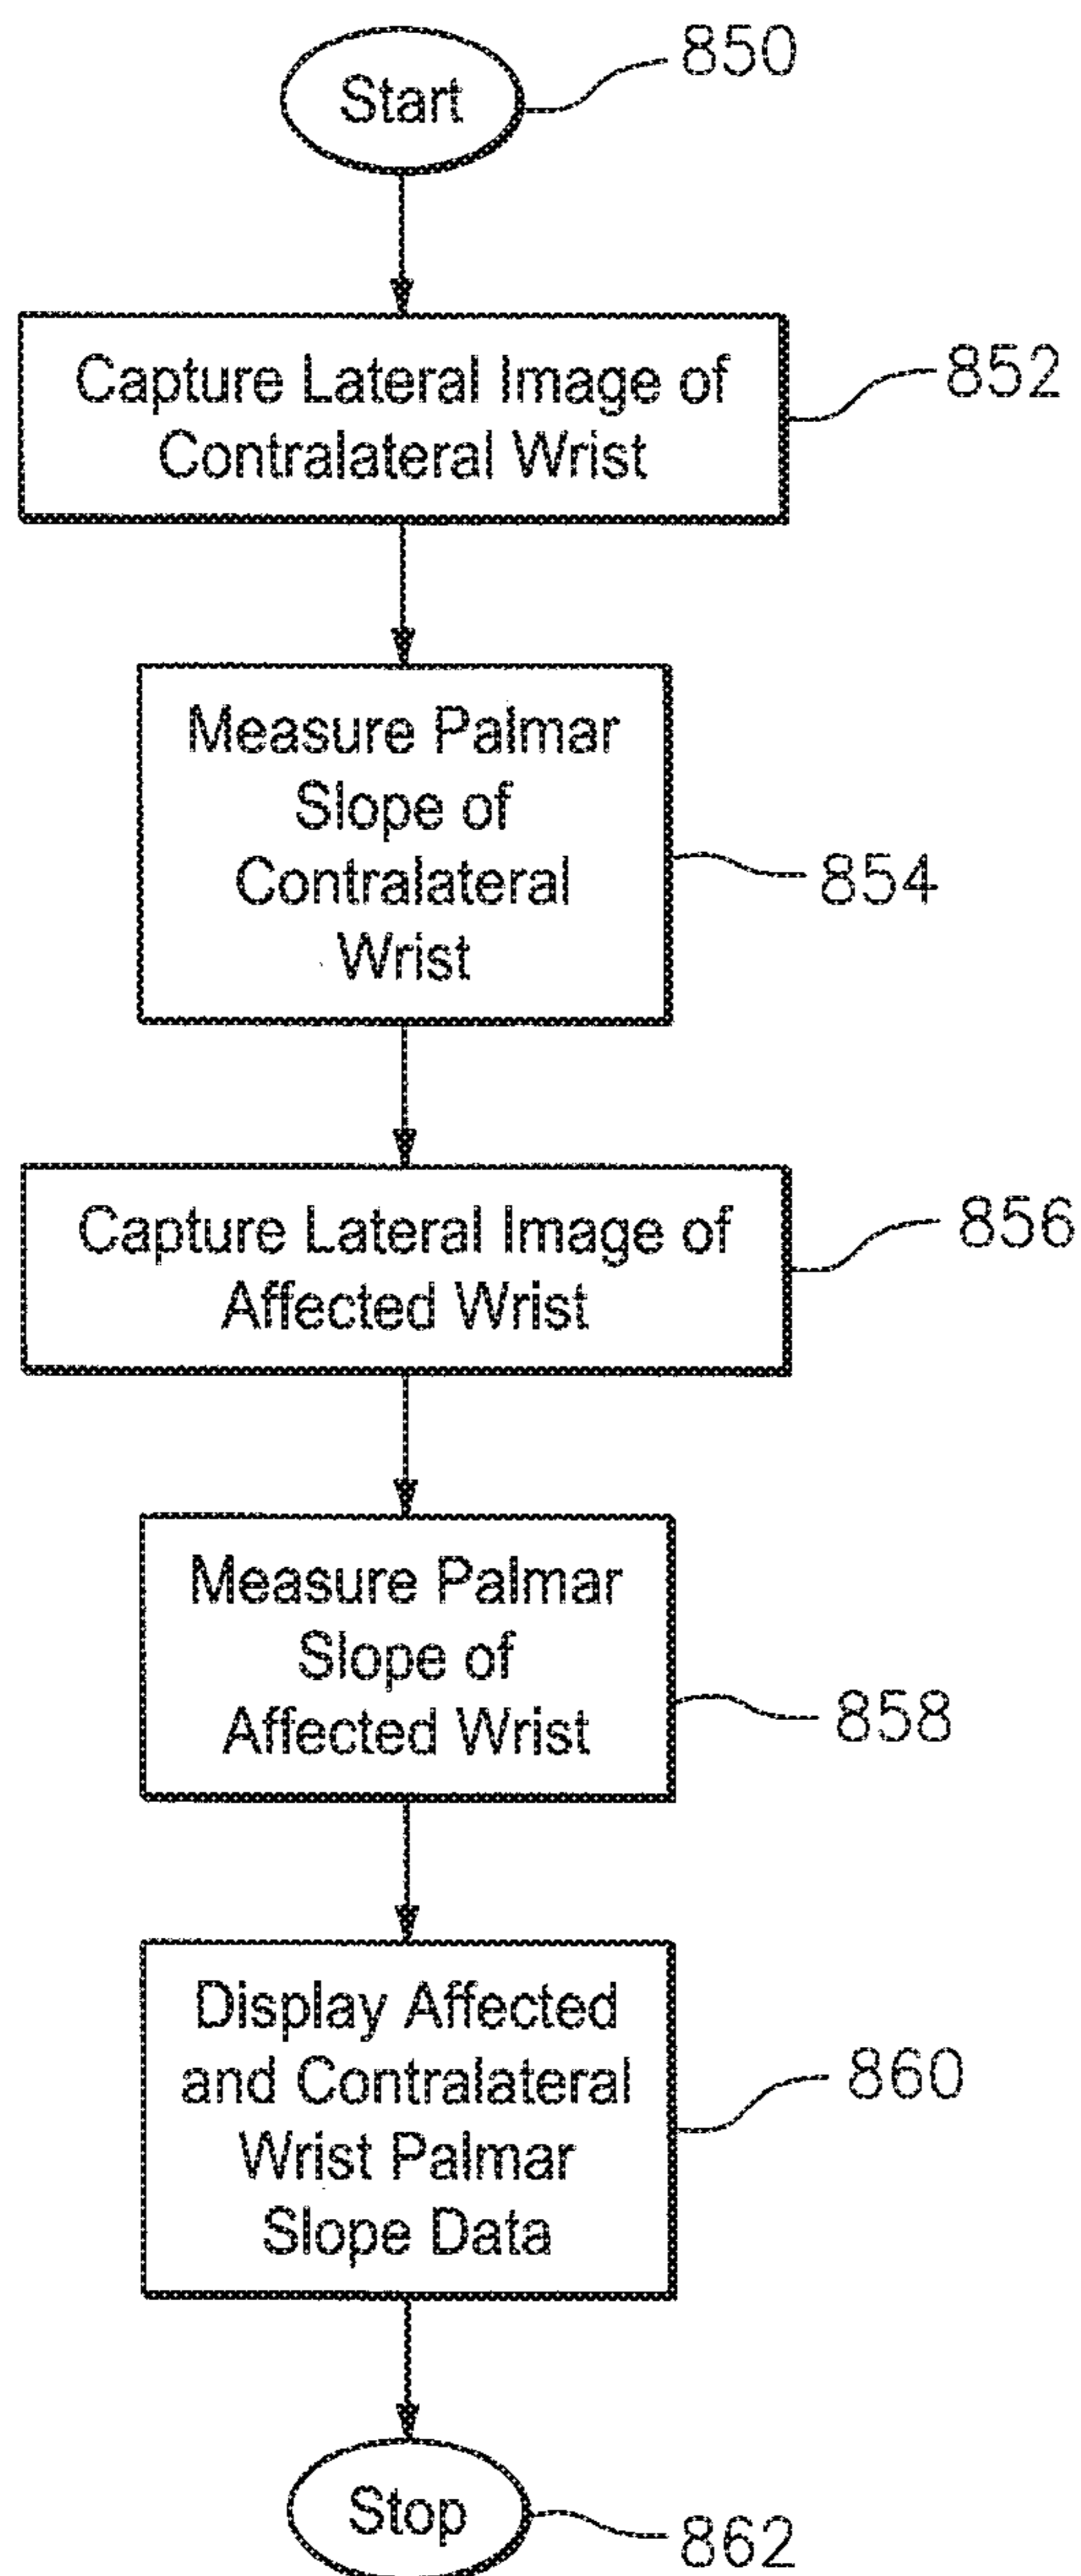 Start
850
Capture Lateral Image of
Contralateral Wrist
852
Measure Palmar
Slope of
Contralateral
Wrist
854
Capture Lateral Image of
Affected Wrist
856
Measure Palmar
Slope of
Affected Wrist
858
Display Affected
and Contralateral
Wrist Palmar
Slope Data
860
Stop
862